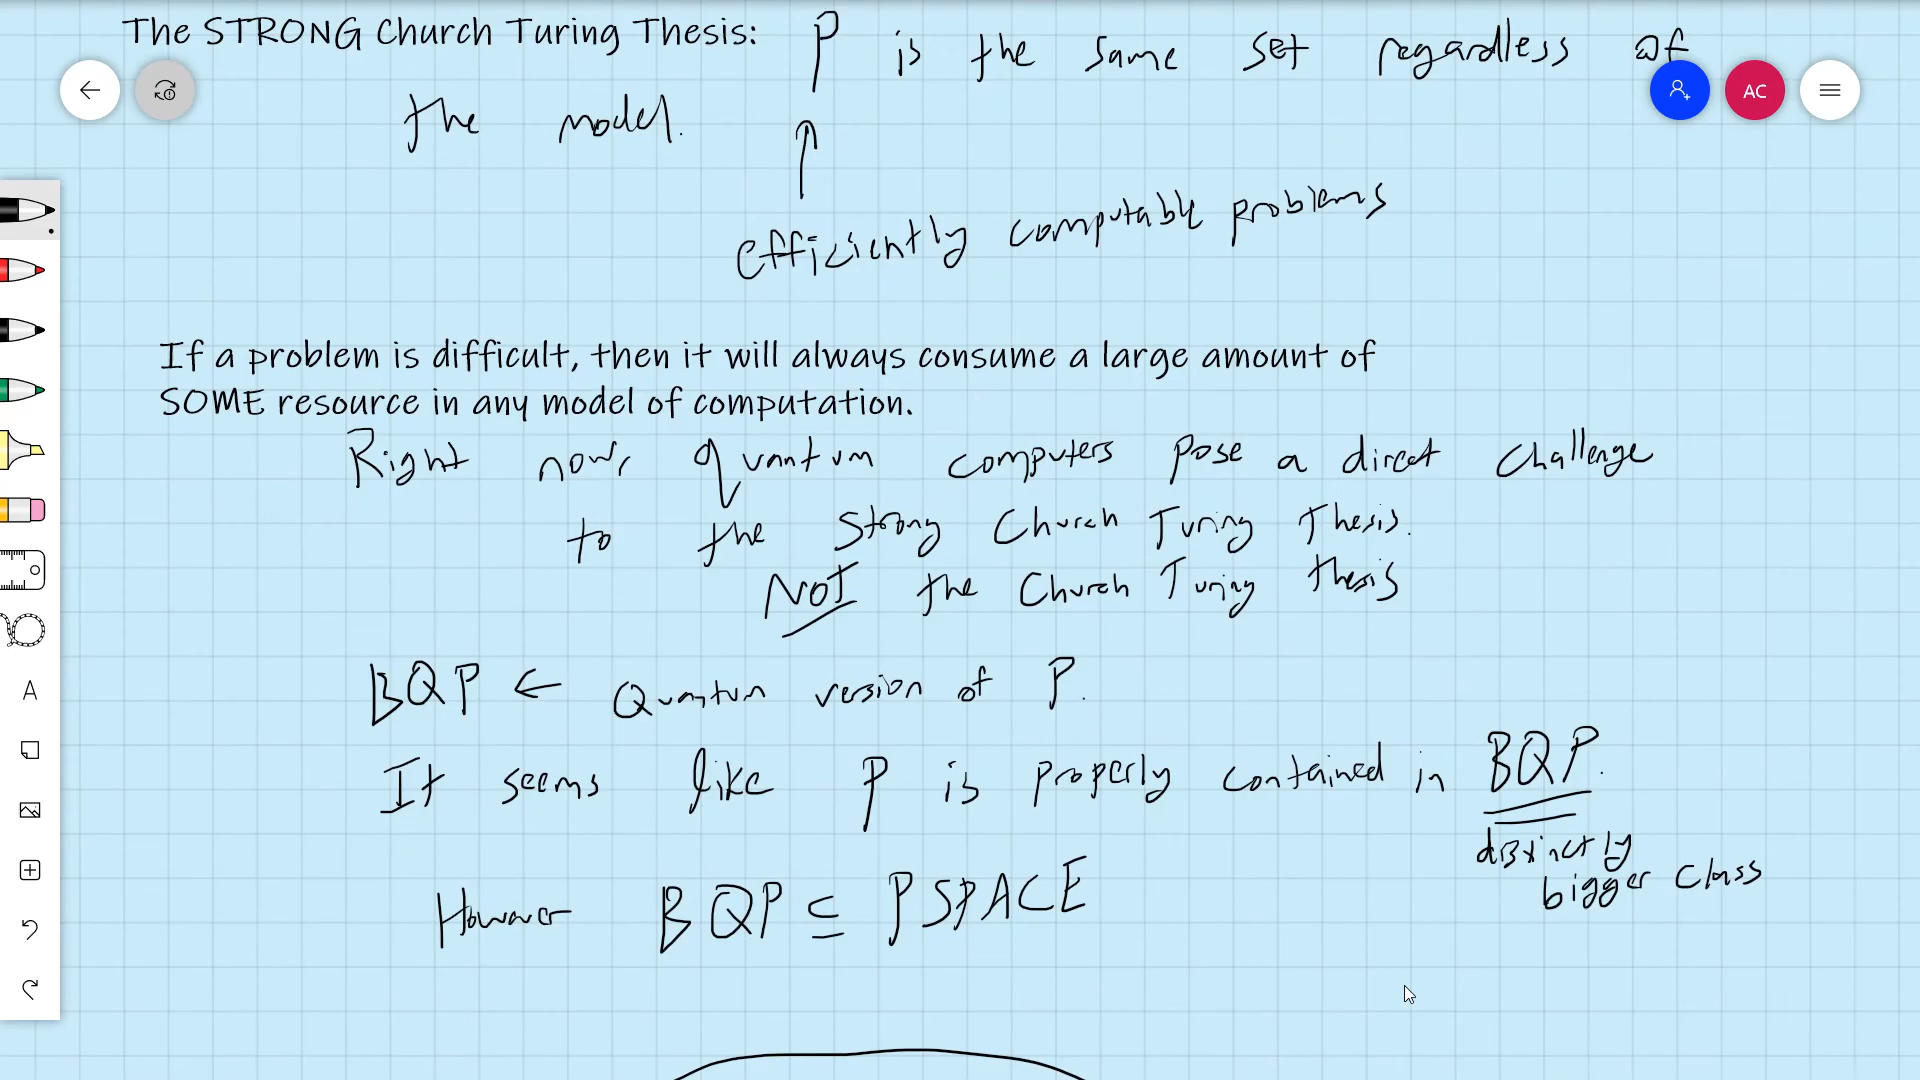 The STRONG Church Turing Thesis: P is the same set regardless of
the model.
AC
efficiently computable problems
If a problem is difficult, then it will always consume a large amount of
SOME resource in any model of computation.
Right now, quantum computers pose a direct challenge
to the Strong Church Turing Thesis.
NOT the Church Turing thesis
A
BQP ← Quantum version of P.
It seems like P is properly contained in BQP.
distinctly
bigger class
However BQP ⊆ PSPACE